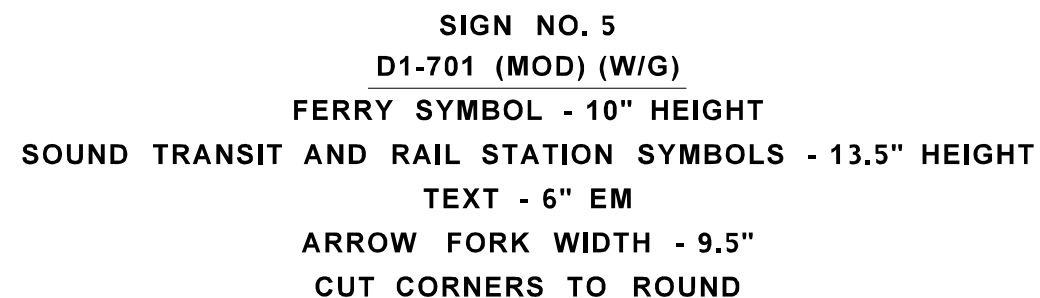 SIGN NO. 5
D1-701 (MOD) (W/G)
FERRY SYMBOL - 10" HEIGHT
SOUND TRANSIT AND RAIL STATION SYMBOLS - 13.5" HEIGHT
TEXT - 6" EM
ARROW FORK WIDTH - 9.5"
CUT CORNERS TO ROUND